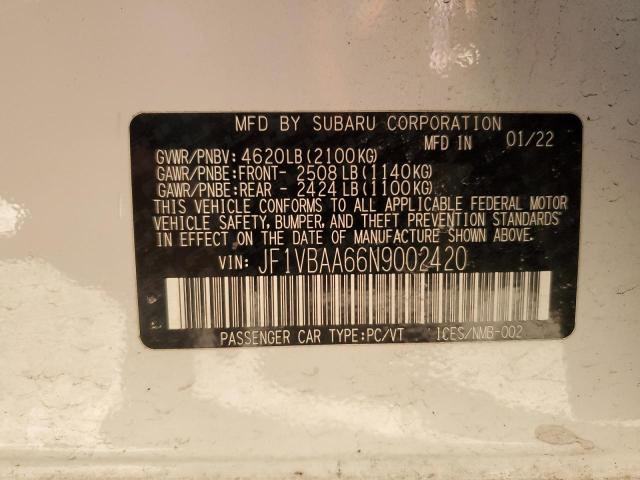 MFD BY SUBARU CORPORATION
MFD IN 01/22
GVWR/PNBV: 4620LB(2100KG)
GAWR/PNBE:FRONT- 2508LB(1140KG)
GAWR/PNBE:REAR - 2424LB(1100KG)
THIS VEHICLE CONFORMS TO ALL APPLICABLE FEDERAL MOTOR
VEHICLE SAFETY, BUMPER, AND THEFT PREVENTION STANDARDS
IN EFFECT ON THE DATE OF MANUFACTURE SHOWN ABOVE.
VIN: JF1VBAA66N9002420
PASSENGER CAR TYPE:PC/VT ICES/NMB-002